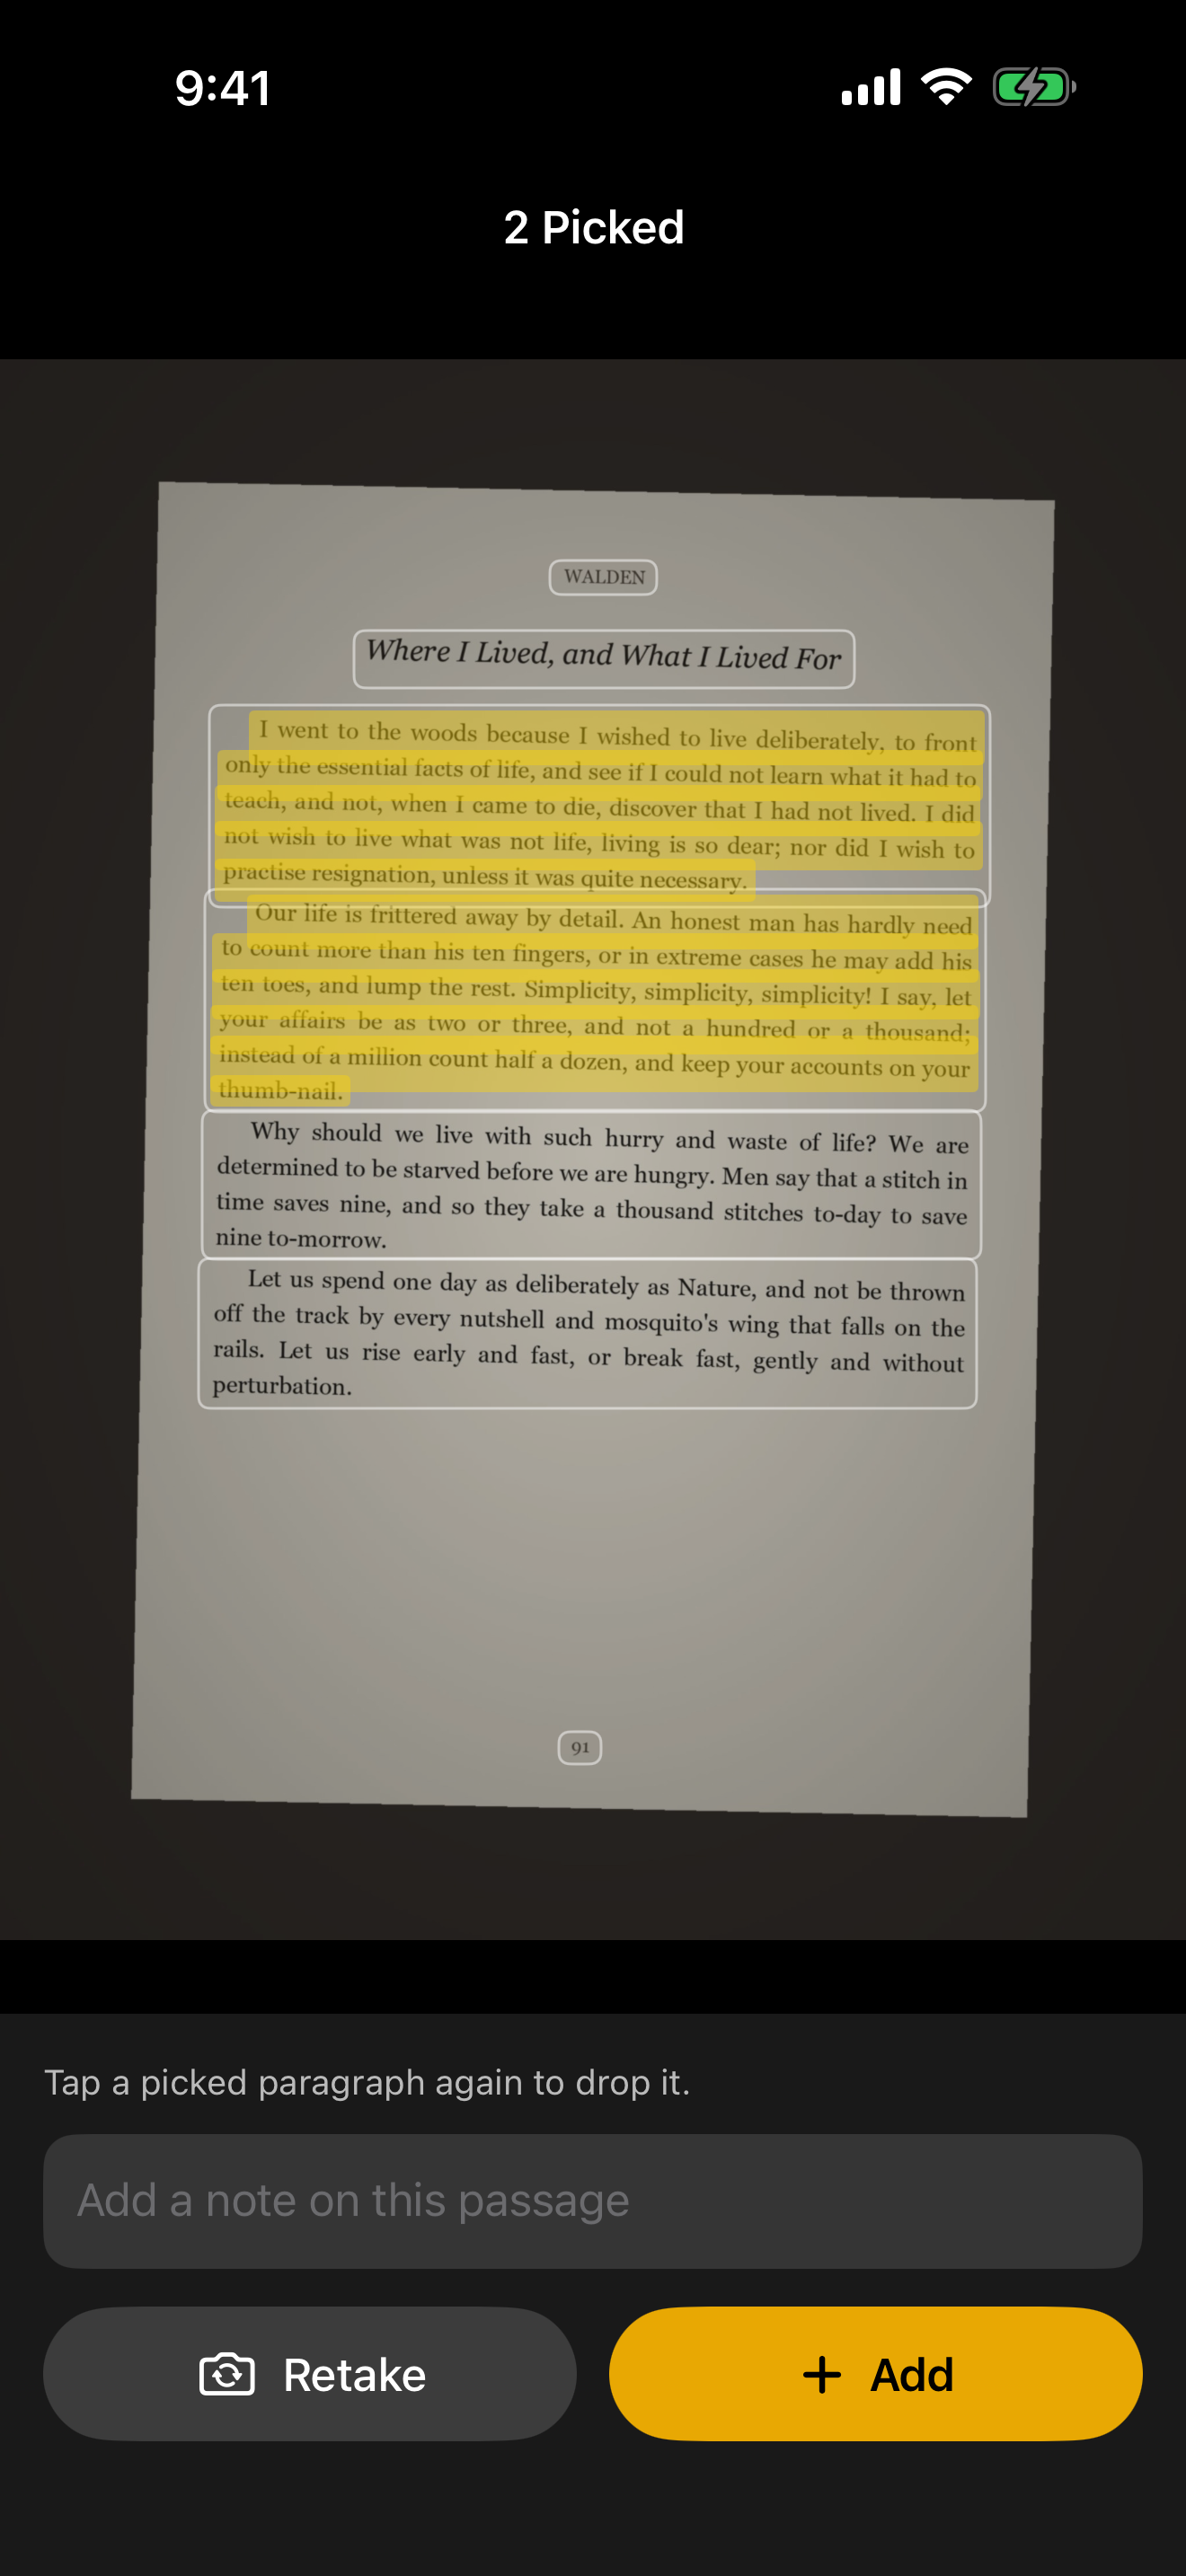 9:41
2 Picked
WALDEN
Where I Lived, and What I Lived For
I went to the woods because I wished to live deliberately, to front
only the essential facts of life, and see if I could not learn what it had to
teach, and not, when I came to die, discover that I had not lived. I did
not wish to live what was not life, living is so dear; nor did I wish to
practise resignation, unless it was quite necessary.
Our life is frittered away by detail. An honest man has hardly need
to count more than his ten fingers, or in extreme cases he may add his
ten toes, and lump the rest. Simplicity, simplicity, simplicity! I say, let
your affairs be as two or three, and not a hundred or a thousand;
instead of a million count half a dozen, and keep your accounts on your
thumb-nail.
Why should we live with such hurry and waste of life? We are
determined to be starved before we are hungry. Men say that a stitch in
time saves nine, and so they take a thousand stitches to-day to save
nine to-morrow.
Let us spend one day as deliberately as Nature, and not be thrown
off the track by every nutshell and mosquito's wing that falls on the
rails. Let us rise early and fast, or break fast, gently and without
perturbation.
91
Tap a picked paragraph again to drop it.
Add a note on this passage
Retake
Add